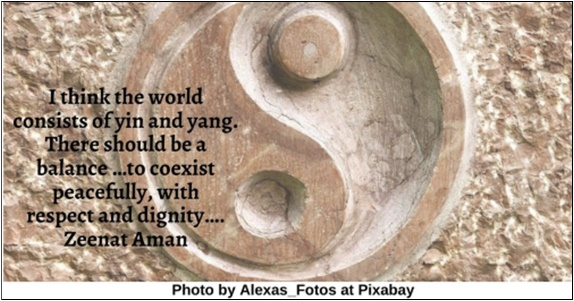 I think the world
consists of yin and yang.
There should be a
balance ...to coexist
peacefully, with
respect and dignity....
Zeenat Aman
Photo by Alexas_Fotos at Pixabay